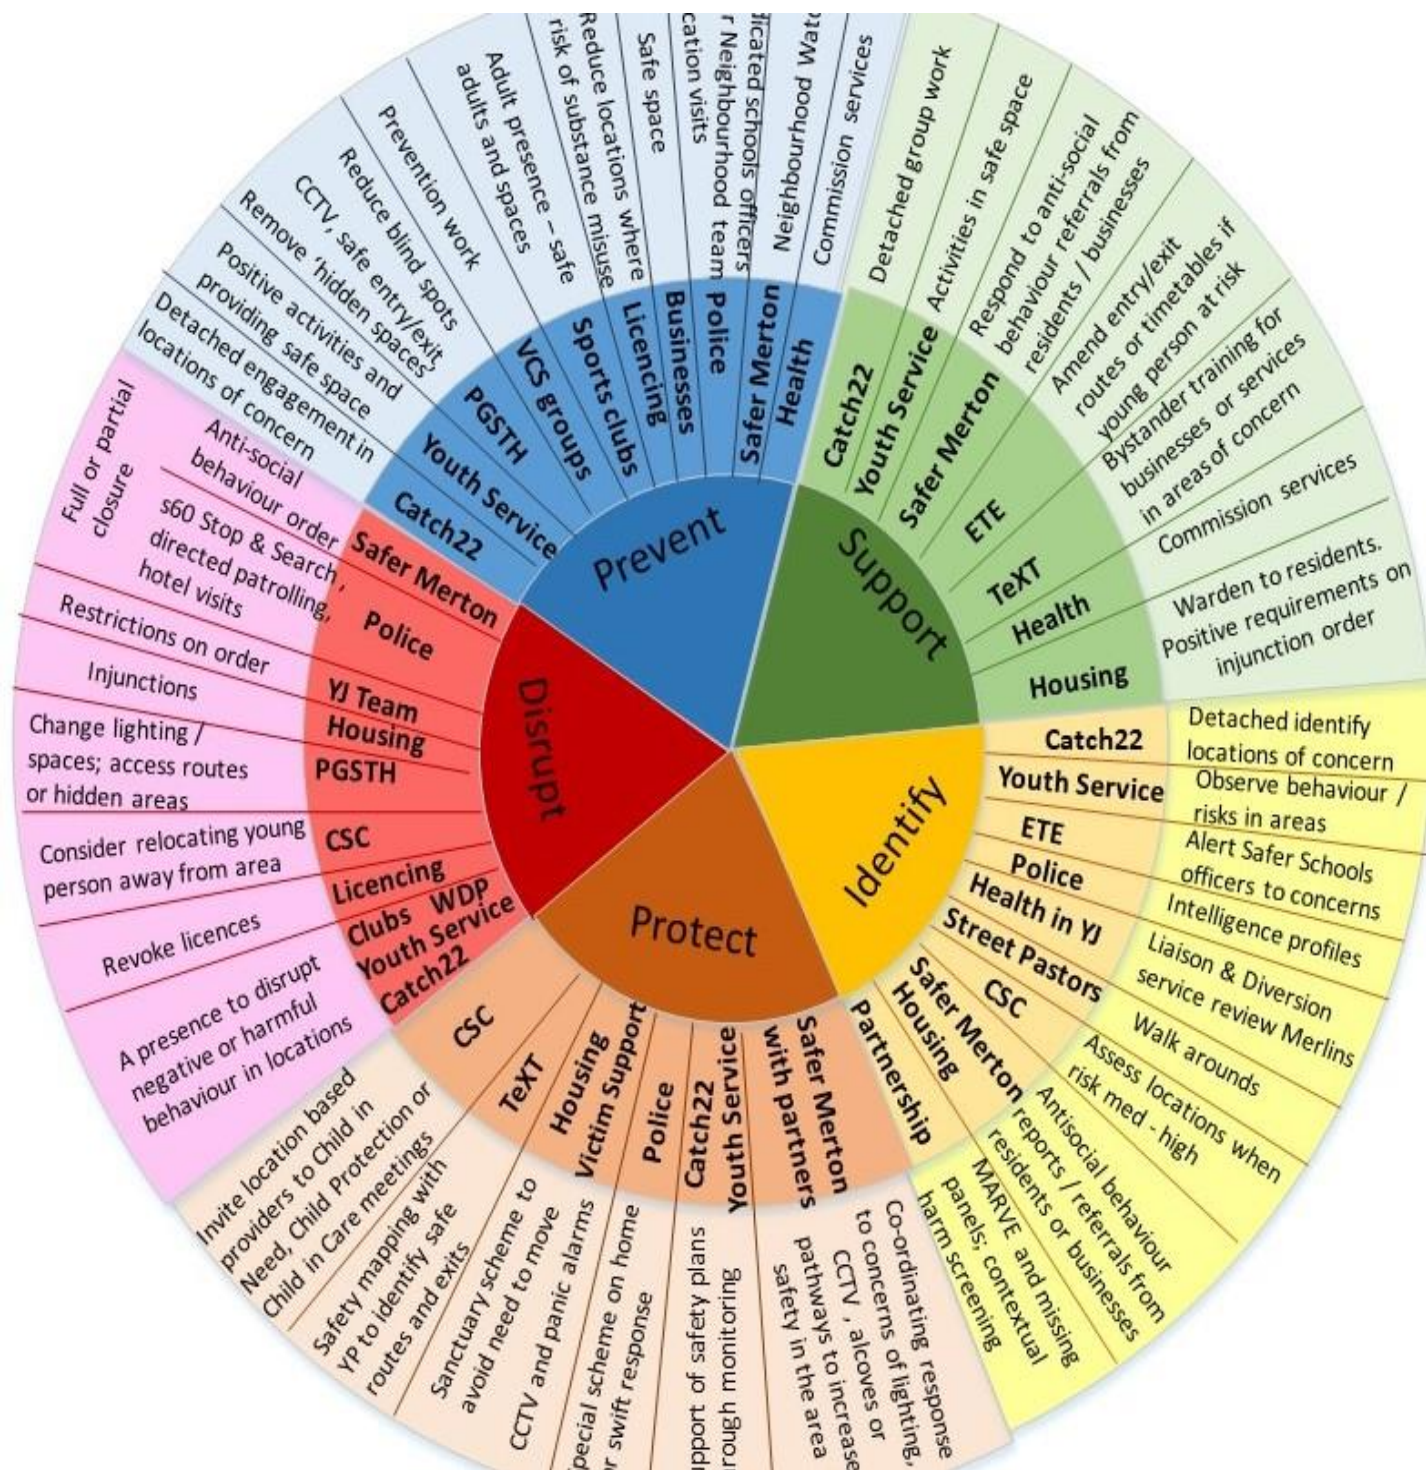 Prevent
Catch22
Detached engagement in
locations of concern
Youth Service
Positive activities and
providing safe space
PGSTH
Remove ‘hidden spaces’
CCTV, safe entry/exit
Reduce blind spots
VCS groups
Prevention work
Sports clubs
Adult presence – safe
adults and spaces
Licencing
Reduce locations where
risk of substance misuse
Businesses
Safe space
Police
schools officers
Neighbourhood team
visits
Safer Merton
Neighbourhood
Health
Commission services
Support
Catch22
Detached group work
Youth Service
Activities in safe space
Safer Merton
Respond to anti-social
behaviour referrals from
residents / businesses
ETE
Amend entry/exit
routes or timetables if
young person at risk
TeXT
Bystander training for
businesses or services
in areas of concern
Health
Commission services
Housing
Warden to residents.
Positive requirements on
injunction order
Identify
Catch22
Detached identify
locations of concern
Youth Service
Observe behaviour /
risks in areas
ETE
Alert Safer Schools
officers to concerns
Police
Intelligence profiles
Health in YJ
Liaison & Diversion
service review Merlins
Street Pastors
Walk arounds
CSC
Assess locations when
risk med - high
Safer Merton
Antisocial behaviour
reports / referrals from
residents or businesses
Housing
Partnership
MARVE and missing
panels; contextual
harm screening
Protect
Safer Merton
with partners
Co-ordinating response
to concerns of lighting,
CCTV , alcoves or
pathways to increase
safety in the area
Youth Service
Catch22
of safety plans
monitoring
Police
scheme on home
swift response
Victim Support
CCTV and panic alarms
Housing
Sanctuary scheme to
avoid need to move
TeXT
Safety mapping with
YP to identify safe
routes and exits
CSC
Invite location based
providers to Child in
Need, Child Protection or
Child in Care meetings
Disrupt
Safer Merton
Full or partial
closure
Anti-social
behaviour order
Police
s60 Stop & Search ,
directed patrolling,
hotel visits
YJ Team
Restrictions on order
Housing
Injunctions
PGSTH
Change lighting /
spaces; access routes
or hidden areas
CSC
Consider relocating young
person away from area
Licencing
Revoke licences
Clubs WDP
Youth Service
Catch22
A presence to disrupt
negative or harmful
behaviour in locations